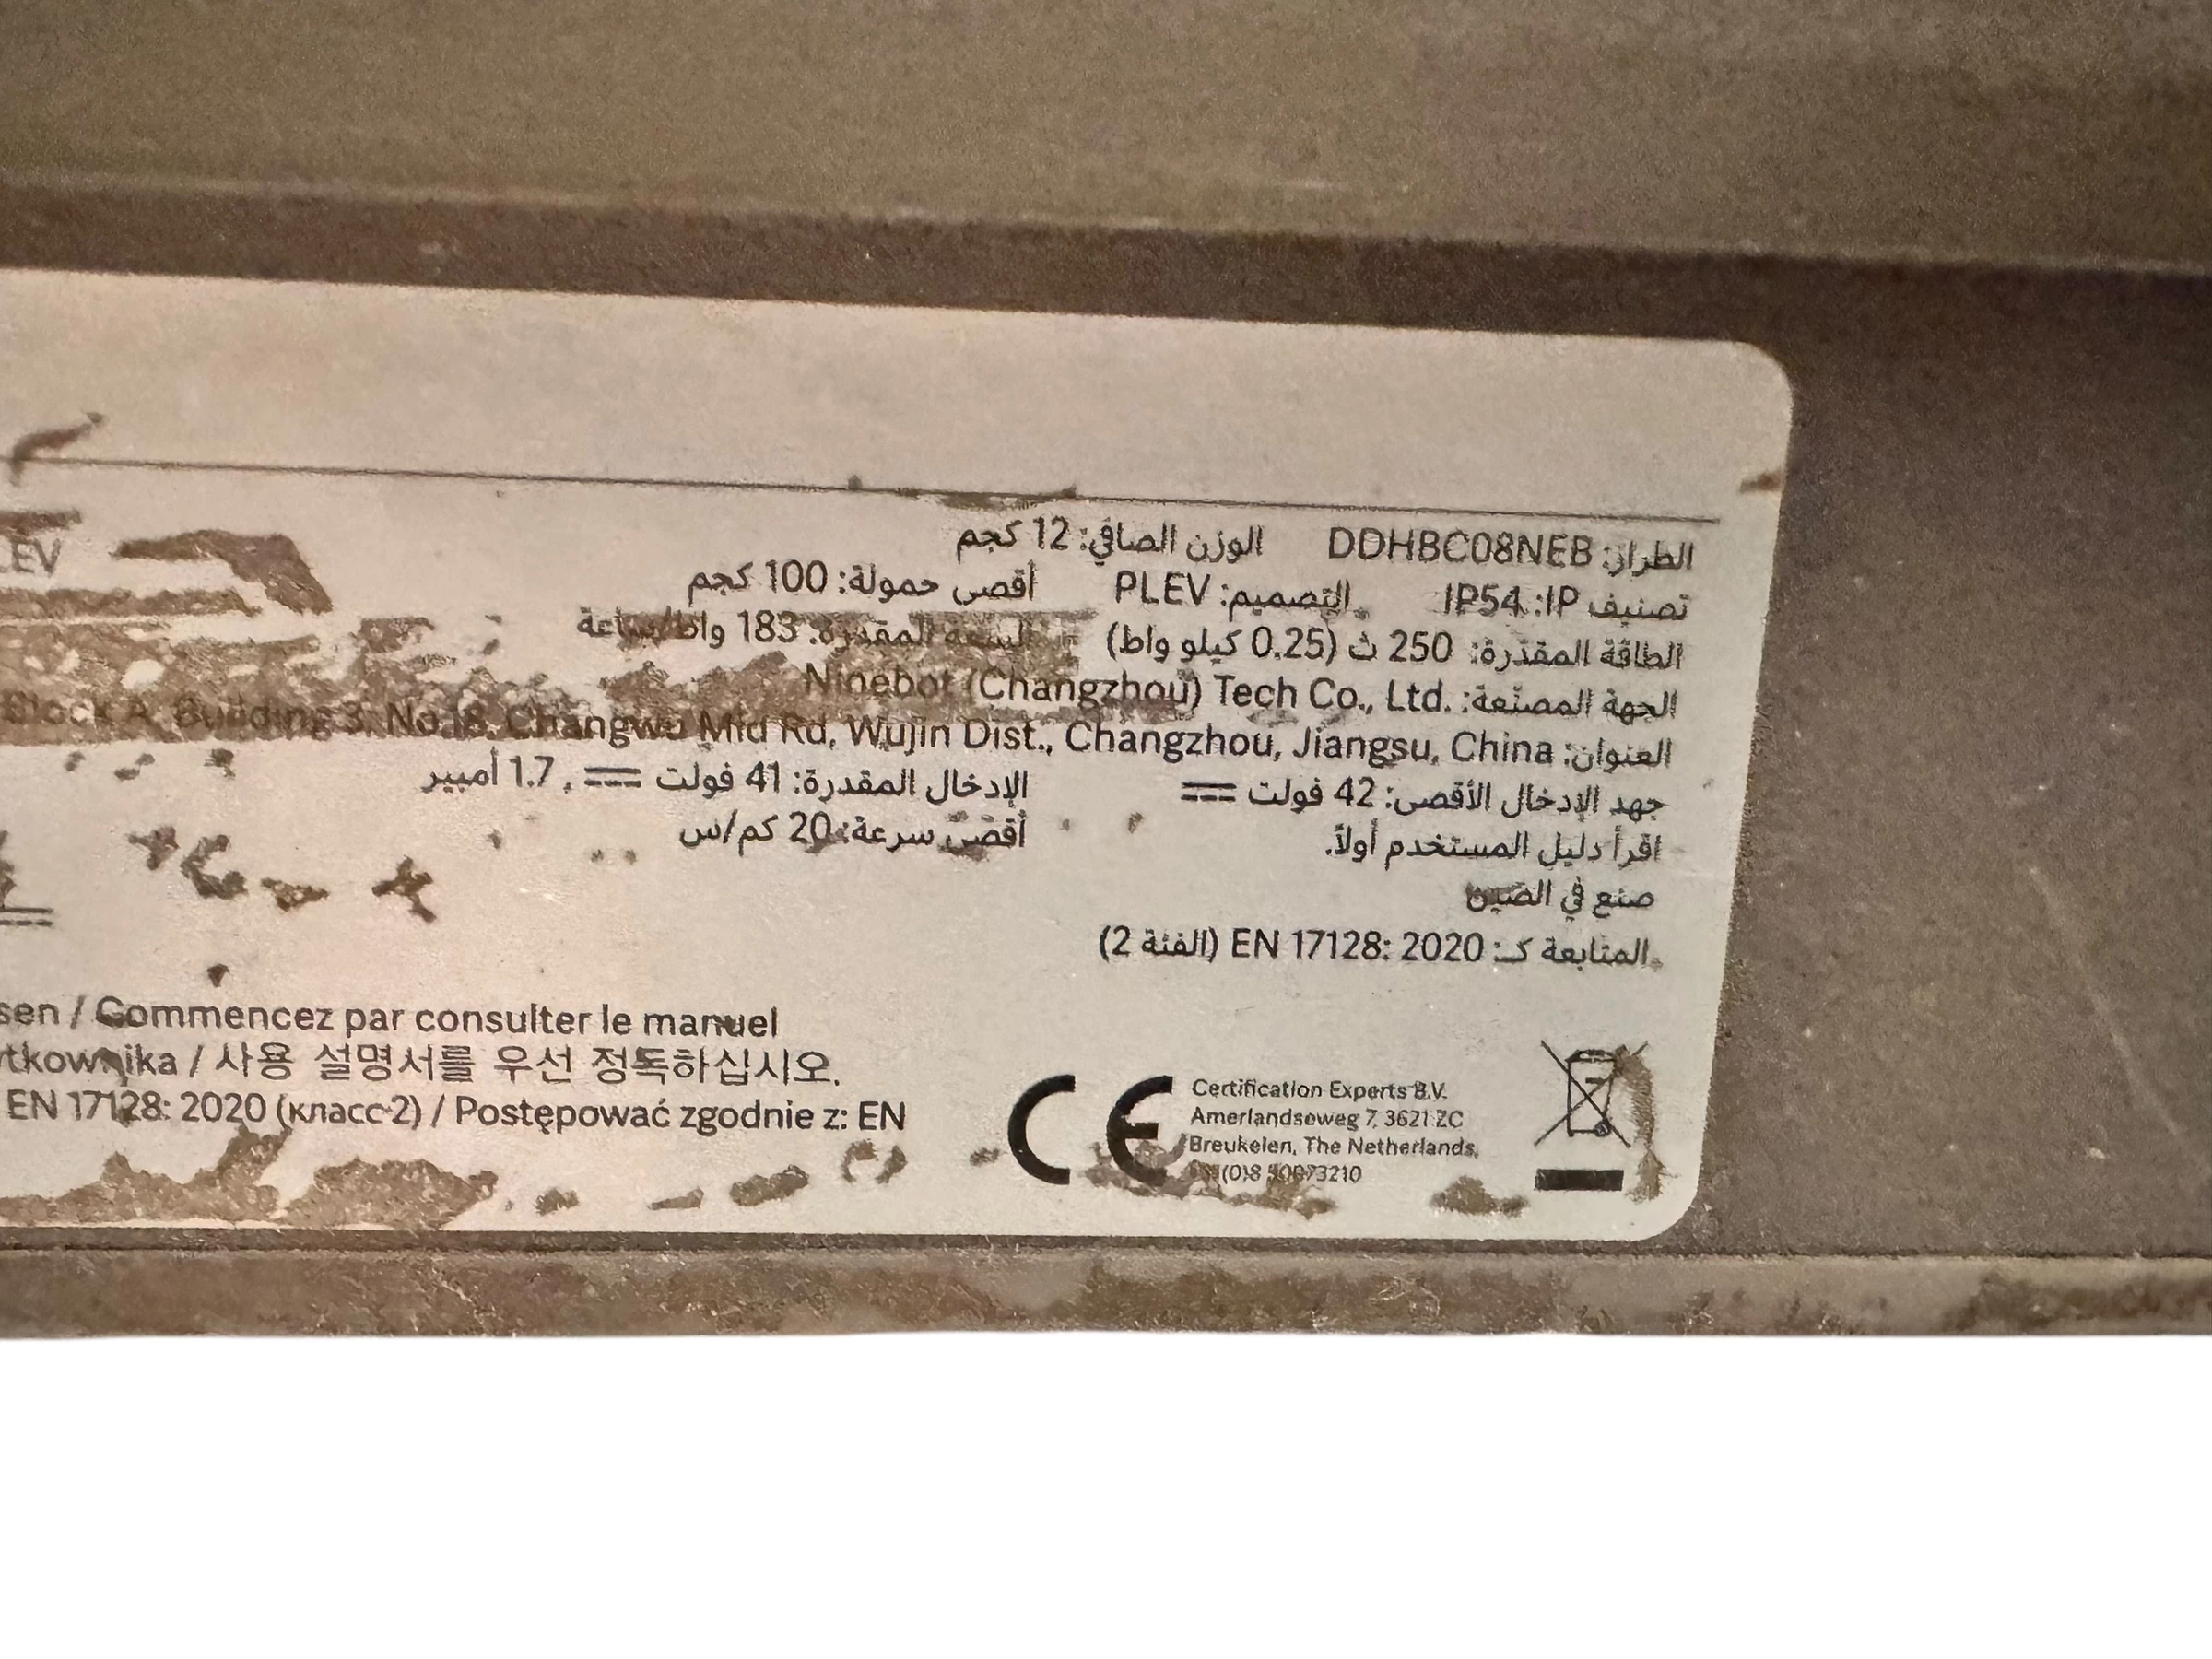 LEV
الطراز: DDHBC08NEB الوزن الصافي: 12 كجم
تصنيف IP: IP54 التصميم: PLEV أقصى حمولة: 100 كجم
الطاقة المقدّرة: 250 ث (0.25 كيلو واط) السعة المقدرة: 183 واط/ساعة
الجهة المصنّعة: Ninebot (Changzhou) Tech Co., Ltd.
العنوان: Block A, Building 3, No.18, Changwu Mid Rd, Wujin Dist., Changzhou, Jiangsu, China
جهد الإدخال الأقصى: 42 فولت ⎓ الإدخال المقدرة: 41 فولت ⎓ , 1.7 أمبير
اقرأ دليل المستخدم أولاً. أقصى سرعة: 20 كم/س
صنع في الصين
المتابعة كـ: EN 17128: 2020 (الفئة 2)
sen / Commencez par consulter le manuel
ytkownika / 사용 설명서를 우선 정독하십시오.
EN 17128: 2020 (класс 2) / Postępować zgodnie z: EN
CE
Certification Experts B.V.
Amerlandseweg 7, 3621 ZC
Breukelen, The Netherlands,